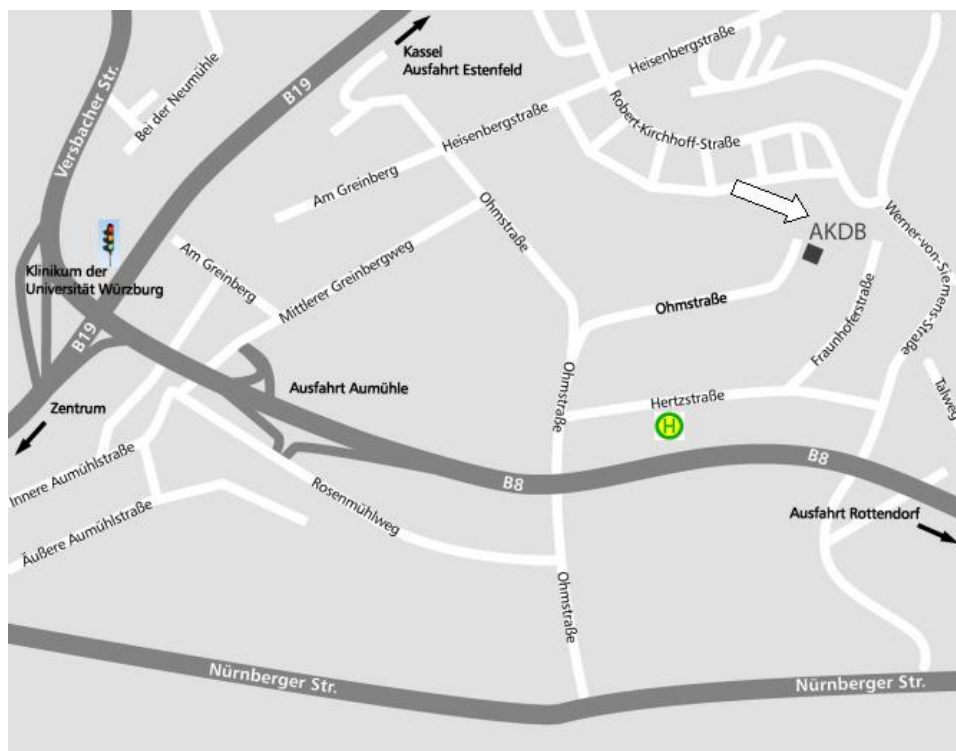 Kassel
Ausfahrt Estenfeld
Heisenbergstraße
Versbacher Str.
Bei der Neumühle
B19
Robert-Kirchhoff-Straße
Heisenbergstraße
Am Greinberg
Ohmstraße
AKDB
Werner-von-Siemens-Straße
Klinikum der
Universität Würzburg
Am Greinberg
Mittlerer Greinbergweg
Ohmstraße
Fraunhoferstraße
B19
Ausfahrt Aumühle
Ohmstraße
Hertzstraße
Talweg
Zentrum
H
B8
B8
Innere Aumühlstraße
Rosenmühlweg
Ausfahrt Rottendorf
Äußere Aumühlstraße
Ohmstraße
Nürnberger Str.
Nürnberger Str.